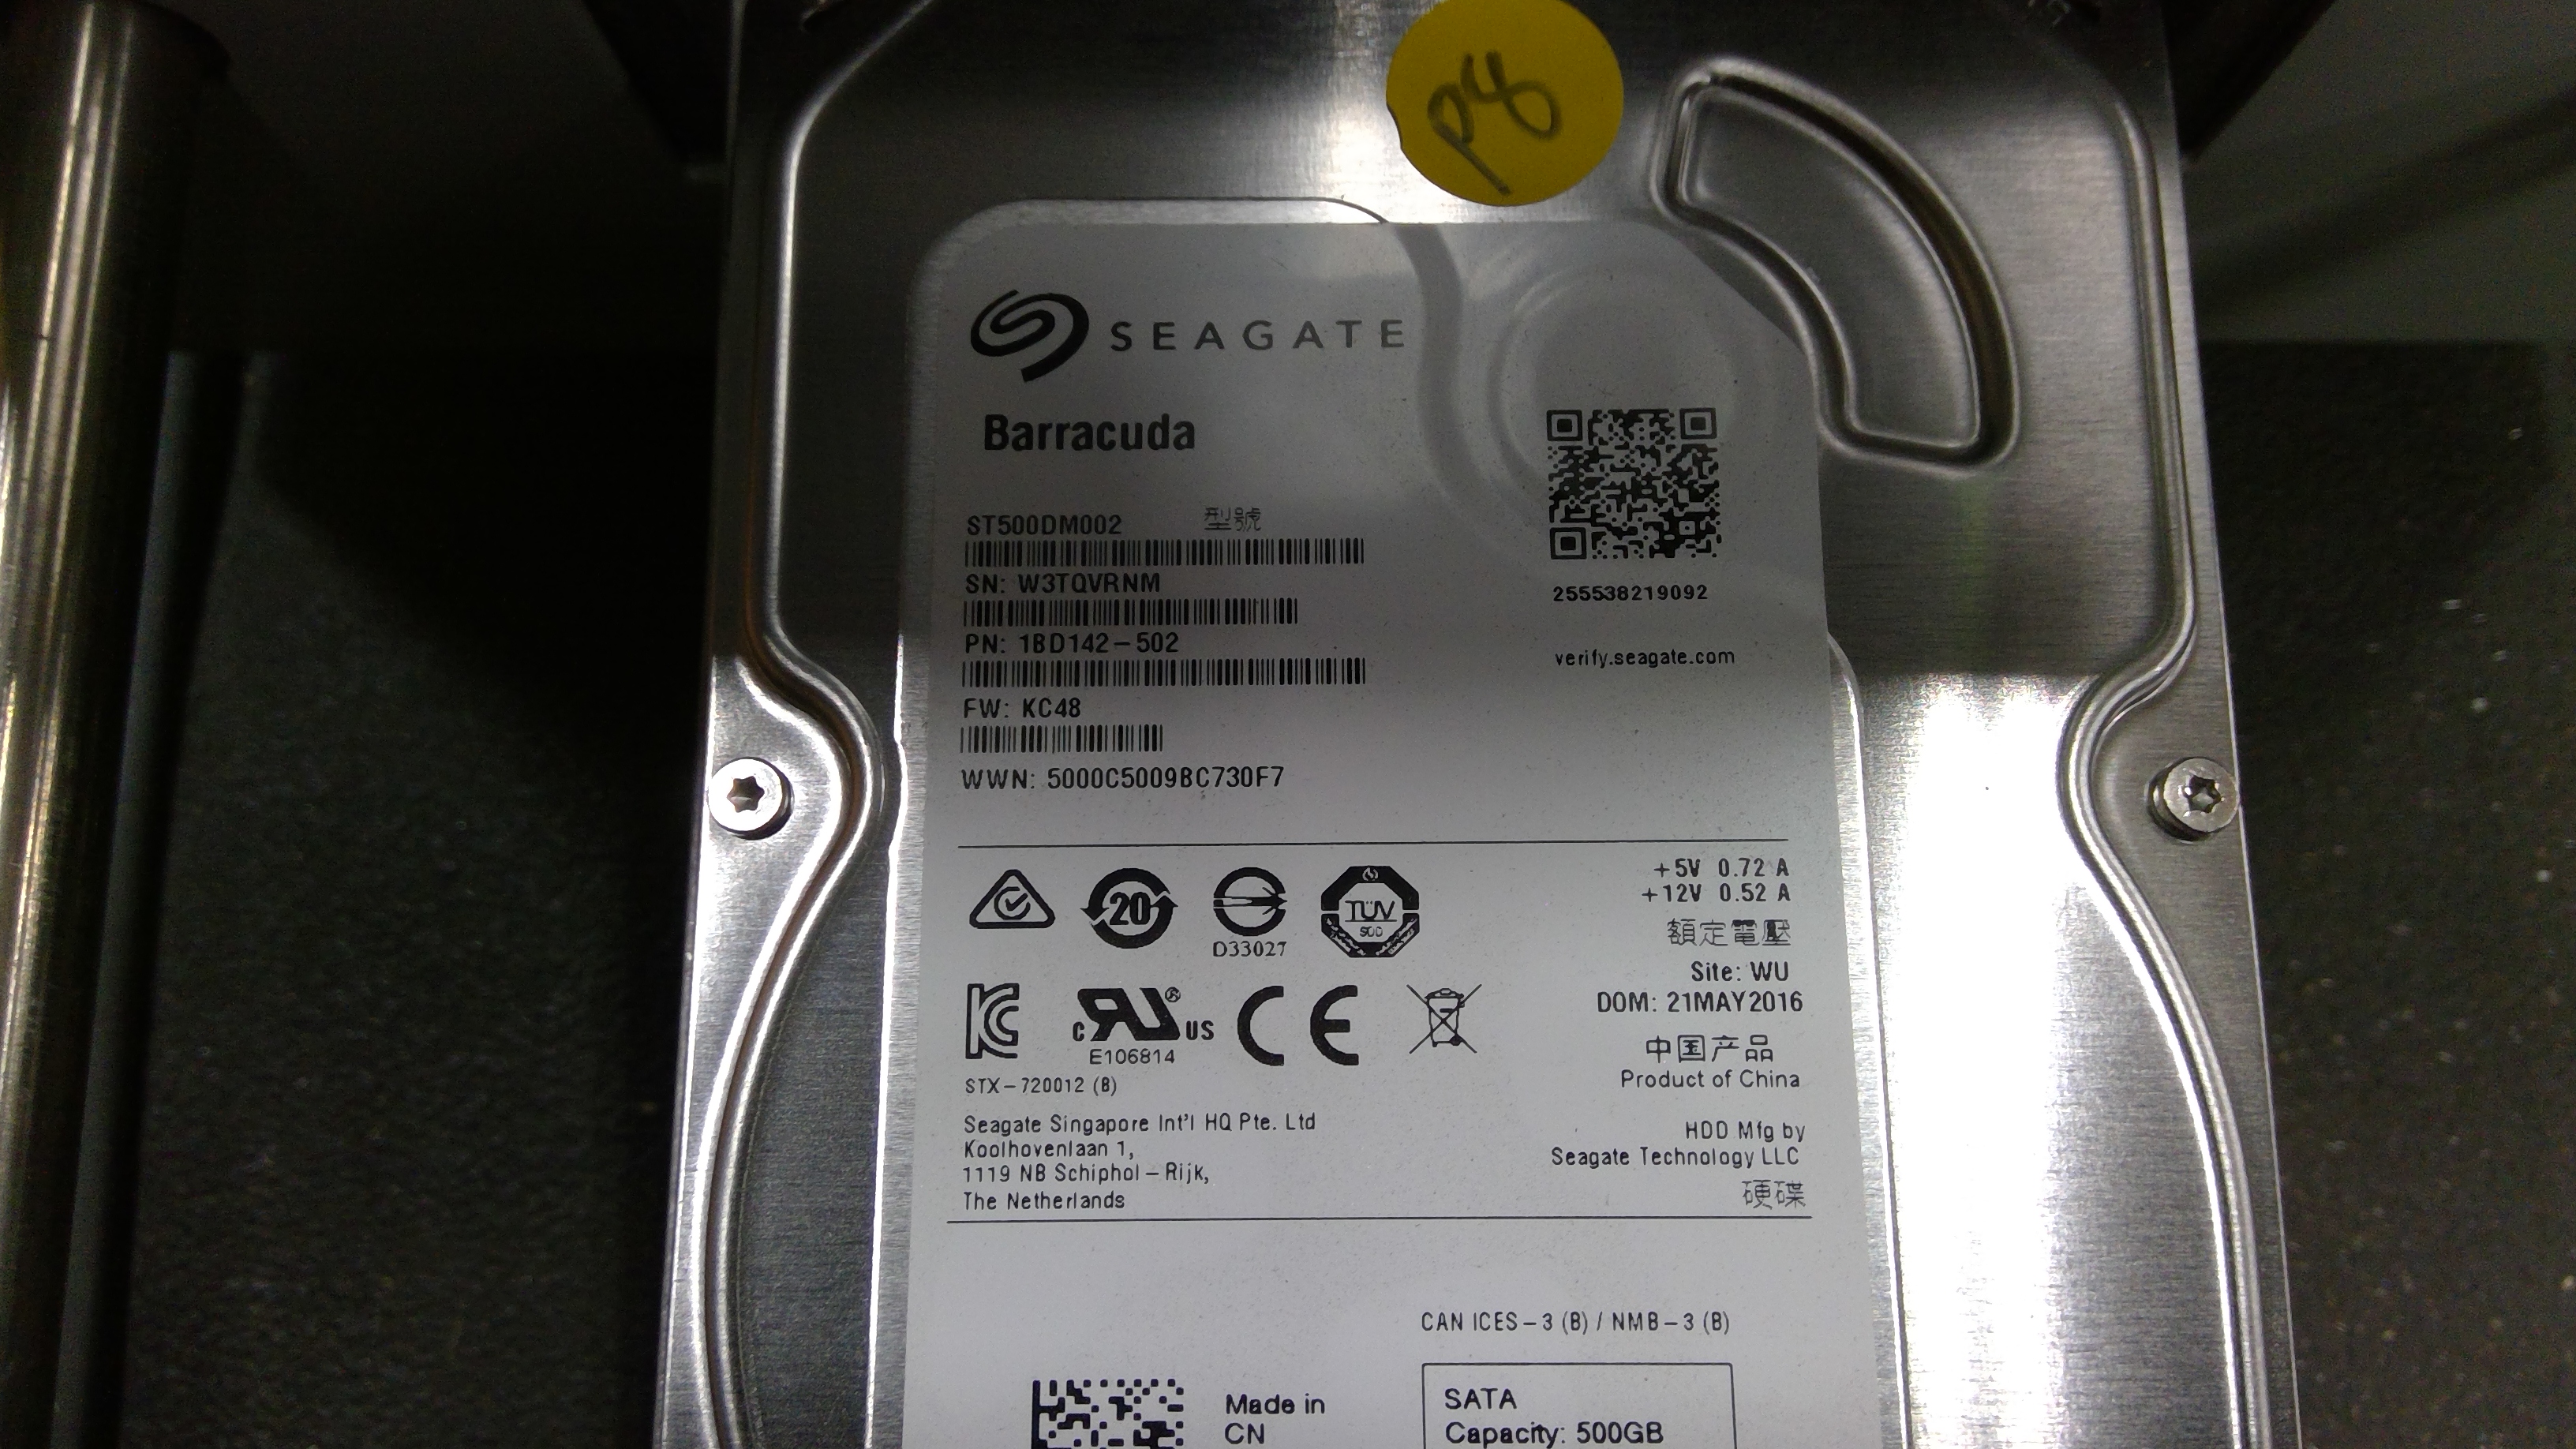 P8
SEAGATE
Barracuda
ST500DM002 型號
SN: W3TQVRNM
PN: 1BD142-502
FW: KC48
WWN: 5000C5009BC730F7
255538219092
verify.seagate.com
20
D33027
TÜV
SÜD
+5V 0.72 A
+12V 0.52 A
額定電壓
Site: WU
DOM: 21MAY2016
中国产品
Product of China
c US
E106814
CE
STX-720012 (B)
Seagate Singapore Int'l HQ Pte. Ltd
Koolhovenlaan 1,
1119 NB Schiphol-Rijk,
The Netherlands
HDD Mfg by
Seagate Technology LLC
硬碟
CAN ICES-3 (B) / NMB-3 (B)
Made in
CN
SATA
Capacity: 500GB